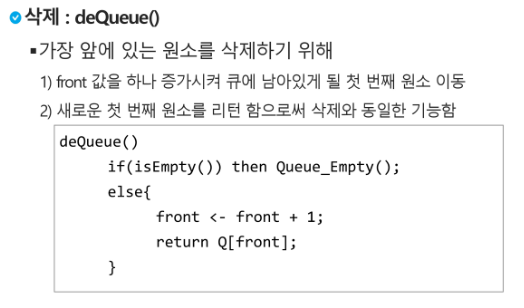 삭제 : deQueue()
▪가장 앞에 있는 원소를 삭제하기 위해
1) front 값을 하나 증가시켜 큐에 남아있게 될 첫 번째 원소 이동
2) 새로운 첫 번째 원소를 리턴 함으로써 삭제와 동일한 기능함
deQueue()
if(isEmpty()) then Queue_Empty();
else{
front <- front + 1;
return Q[front];
}